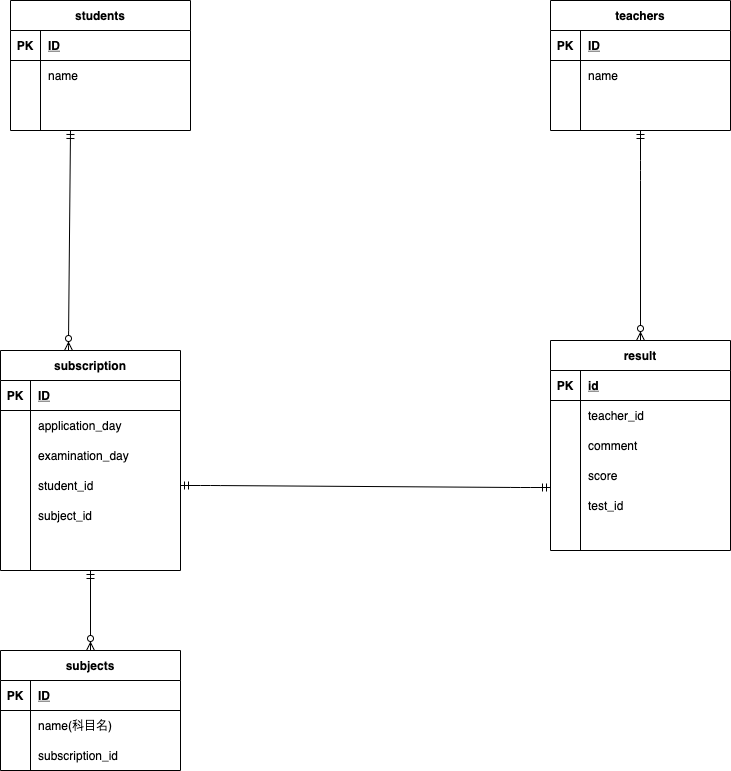 students
PK ID
name
teachers
PK ID
name
subscription
PK ID
application_day
examination_day
student_id
subject_id
result
PK id
teacher_id
comment
score
test_id
subjects
PK ID
name(科目名)
subscription_id